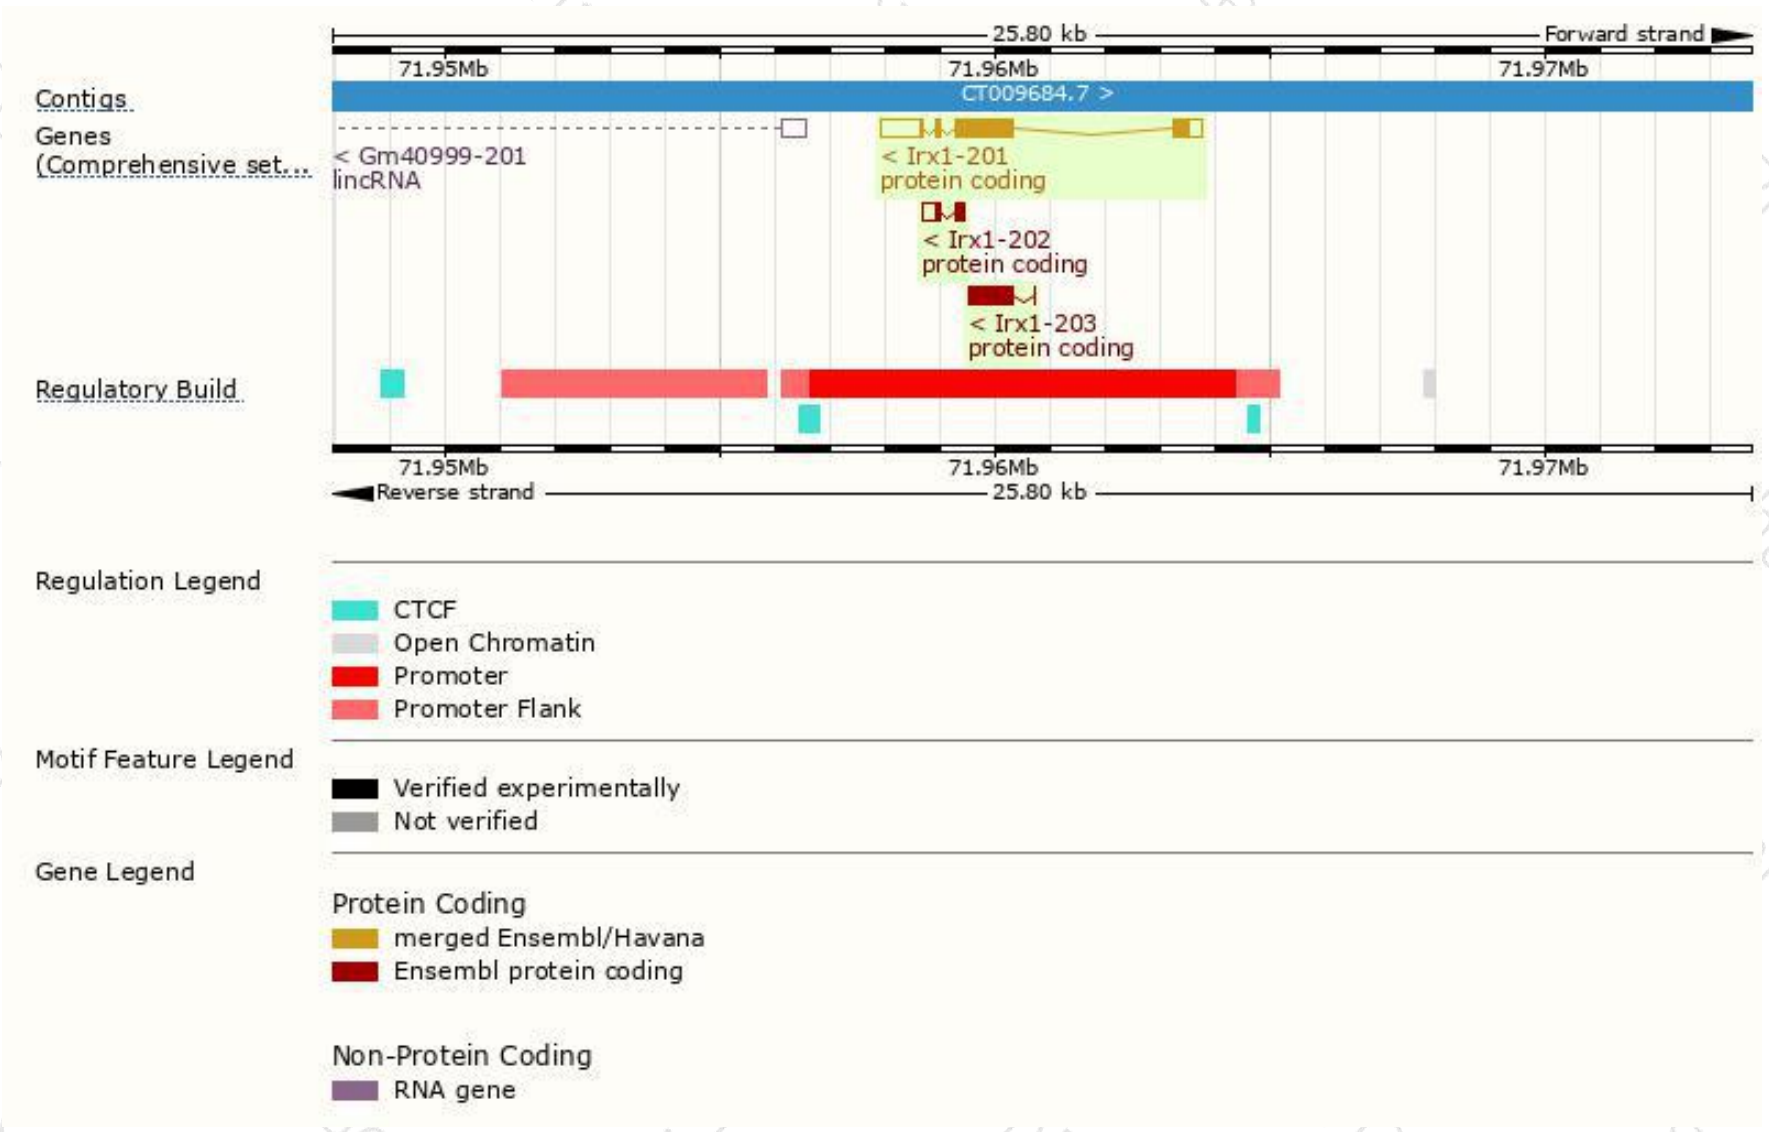 25.80 kb
Forward strand
71.95Mb 71.96Mb 71.97Mb
Contigs
CT009684.7 >
Genes
(Comprehensive set...
< Gm40999-201
lincRNA
< Irx1-201
protein coding
< Irx1-202
protein coding
< Irx1-203
protein coding
Regulatory Build
71.95Mb 71.96Mb 71.97Mb
Reverse strand
25.80 kb
Regulation Legend
CTCF
Open Chromatin
Promoter
Promoter Flank
Motif Feature Legend
Verified experimentally
Not verified
Gene Legend
Protein Coding
merged Ensembl/Havana
Ensembl protein coding
Non-Protein Coding
RNA gene